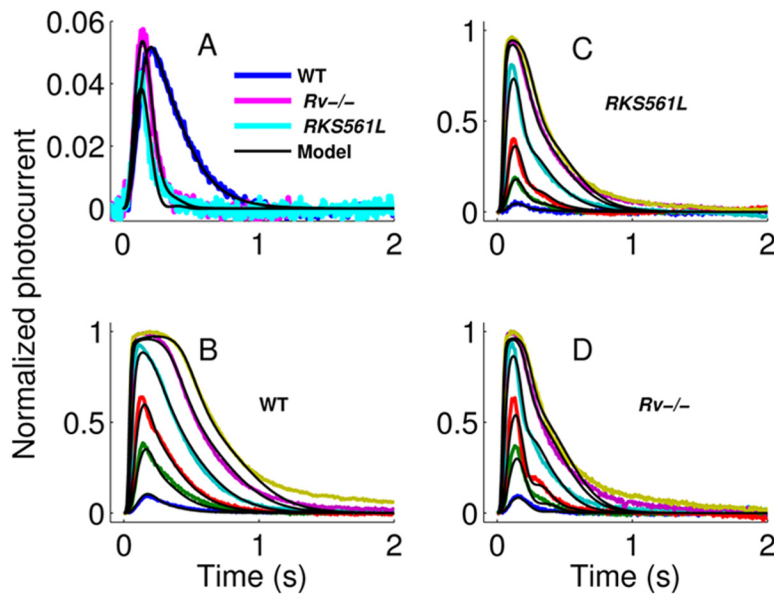 Normalized photocurrent
A
0.06
0.04
0.02
0
WT
Rv−/−
RKS561L
Model
0 1 2
C
RKS561L
1
0.5
0
0 1 2
B
WT
1
0.5
0
0 1 2
Time (s)
D
Rv−/−
1
0.5
0
0 1 2
Time (s)